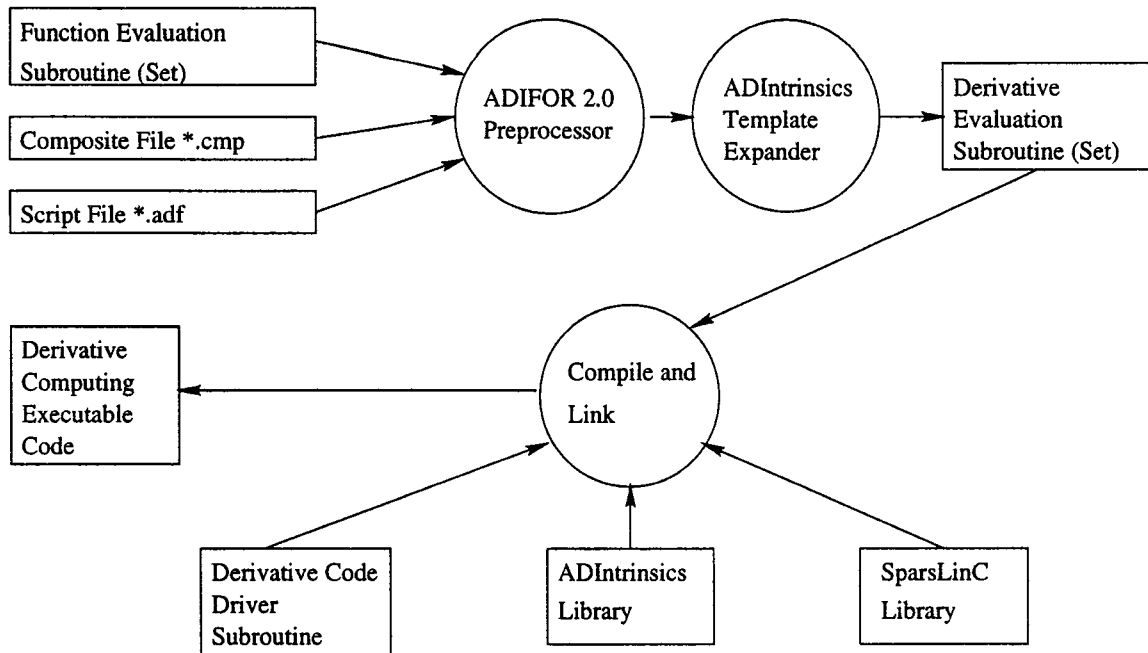 Function Evaluation
Subroutine (Set)
Composite File *.cmp
Script File *.adf
ADIFOR 2.0
Preprocessor
ADIntrinsics
Template
Expander
Derivative
Evaluation
Subroutine (Set)
Derivative
Computing
Executable
Code
Compile and
Link
Derivative Code
Driver
Subroutine
ADIntrinsics
Library
SparsLinC
Library